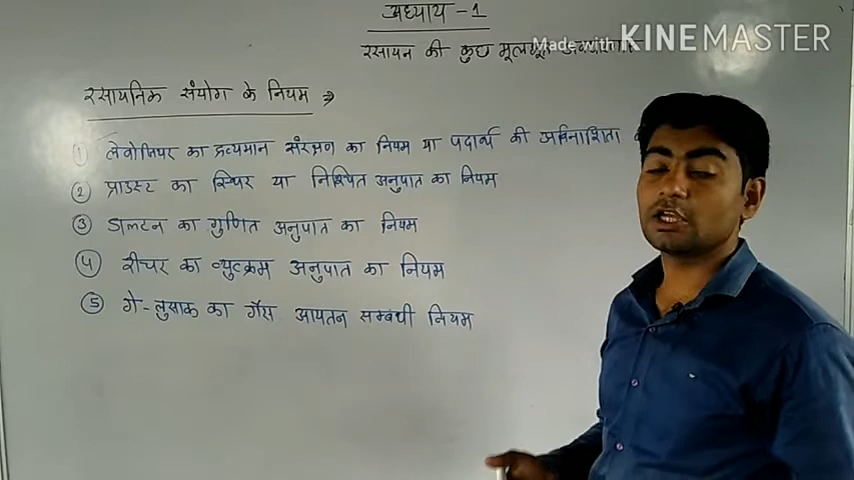 अध्याय - 1
रसायन की कुछ मूलभूत
Made with KINEMASTER
रसायनिक संयोग के नियम ⇒
① लेवोजियर का द्रव्यमान संरक्षण का नियम या पदार्थ की अविनाशिता
② प्राउस्ट का स्थिर या निश्चित अनुपात का नियम
③ डाल्टन का गुणित अनुपात का नियम
④ रीचर का व्युत्क्रम अनुपात का नियम
⑤ गे-लुसाक का गैस आयतन सम्बंधी नियम